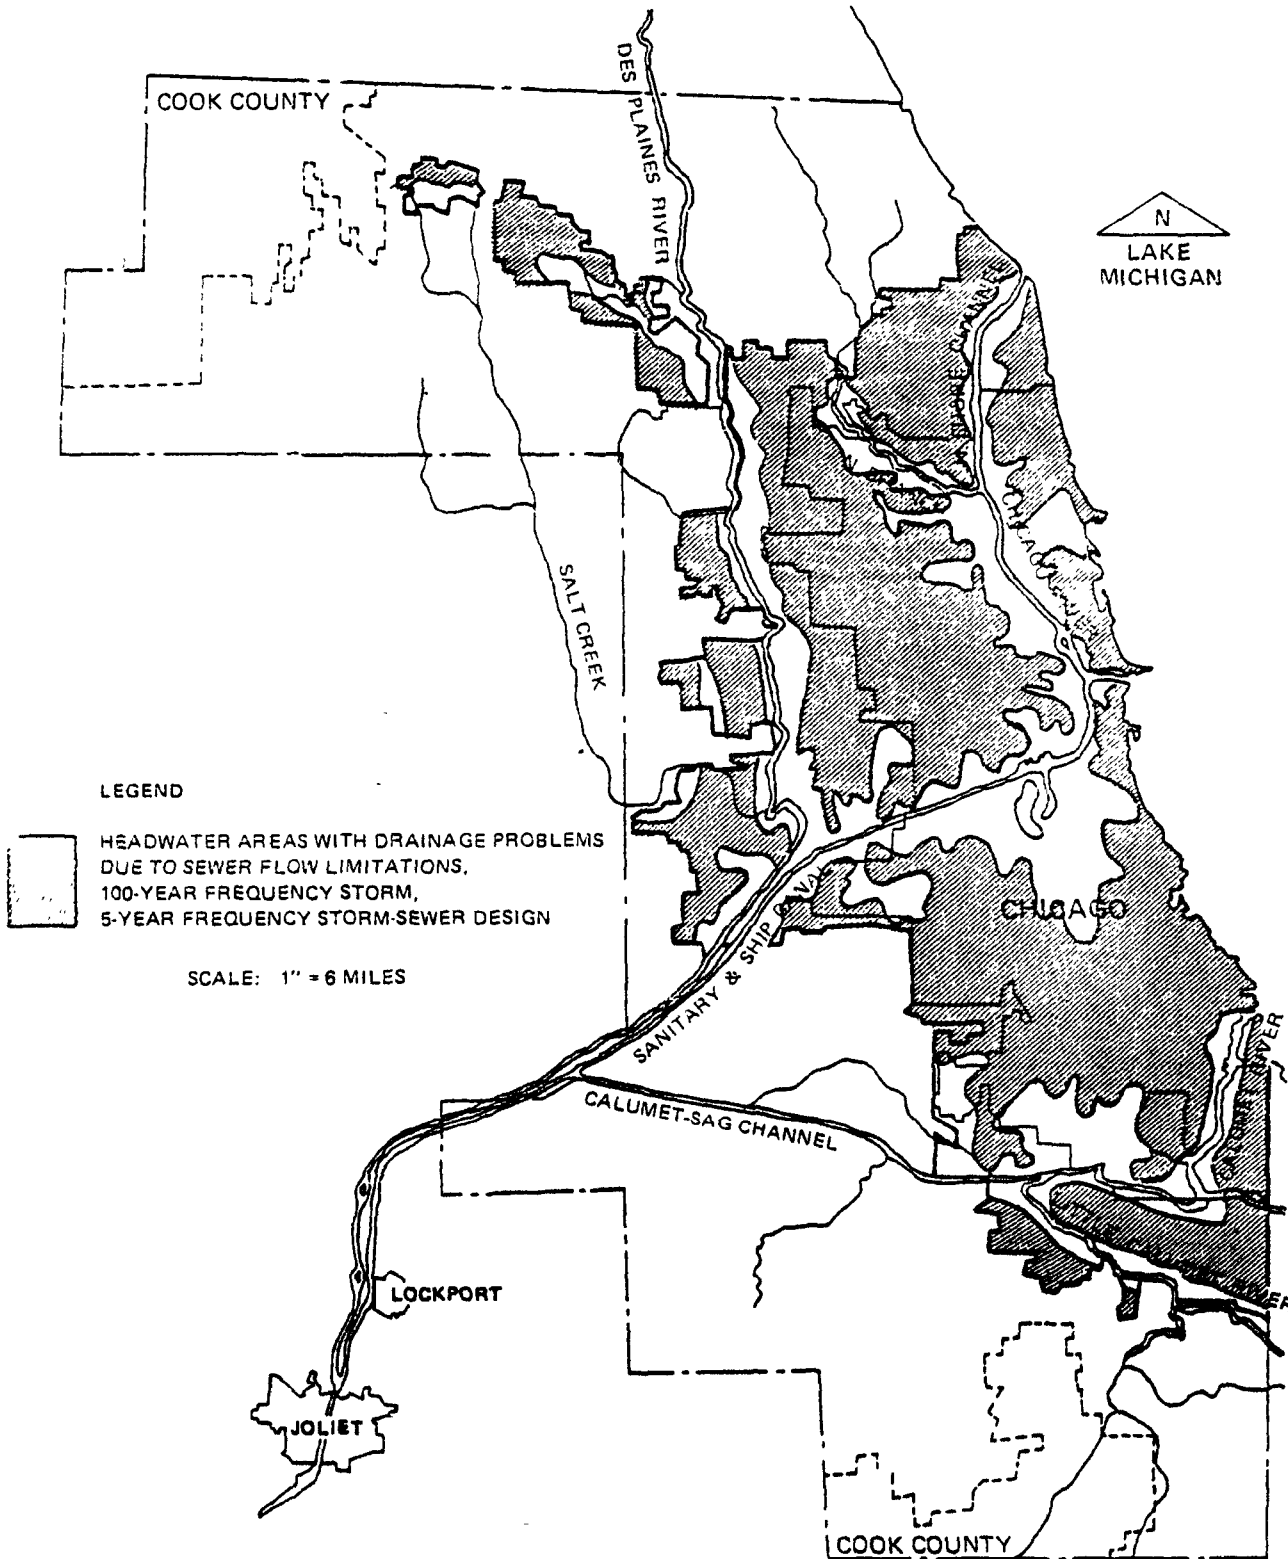 COOK COUNTY
DES PLAINES RIVER
N
LAKE
MICHIGAN
SALT CREEK
LEGEND
HEADWATER AREAS WITH DRAINAGE PROBLEMS
DUE TO SEWER FLOW LIMITATIONS,
100-YEAR FREQUENCY STORM,
5-YEAR FREQUENCY STORM-SEWER DESIGN
SCALE: 1" = 6 MILES
CHICAGO
SANITARY & SHIP CANAL
CALUMET-SAG CHANNEL
CALUMET RIVER
LOCKPORT
JOLIET
COOK COUNTY